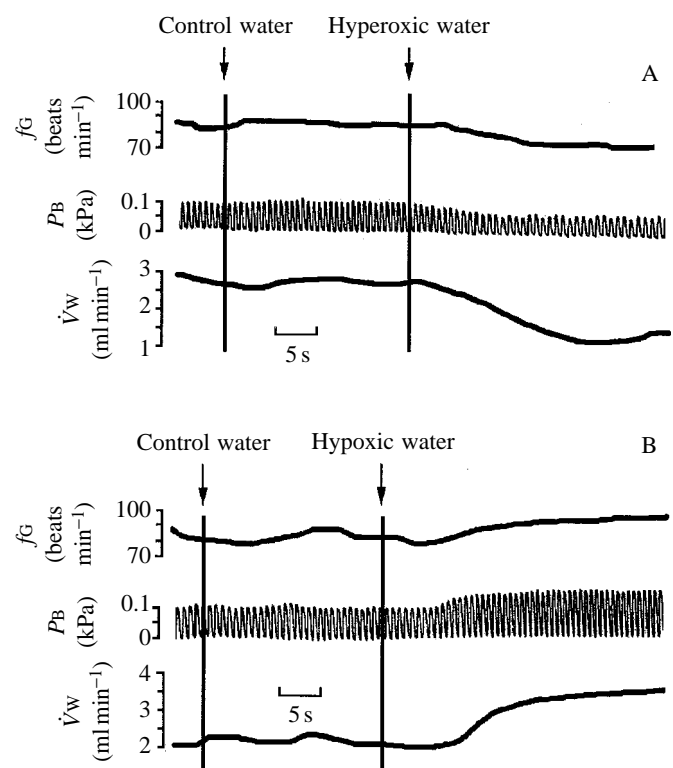 Control water
Hyperoxic water
A
fG
(beats
min−1)
100
70
PB
(kPa)
0.1
0
V̇w
(ml min−1)
3
2
1
5 s
Control water
Hypoxic water
B
fG
(beats
min−1)
100
70
PB
(kPa)
0.1
0
V̇w
(ml min−1)
4
3
2
5 s